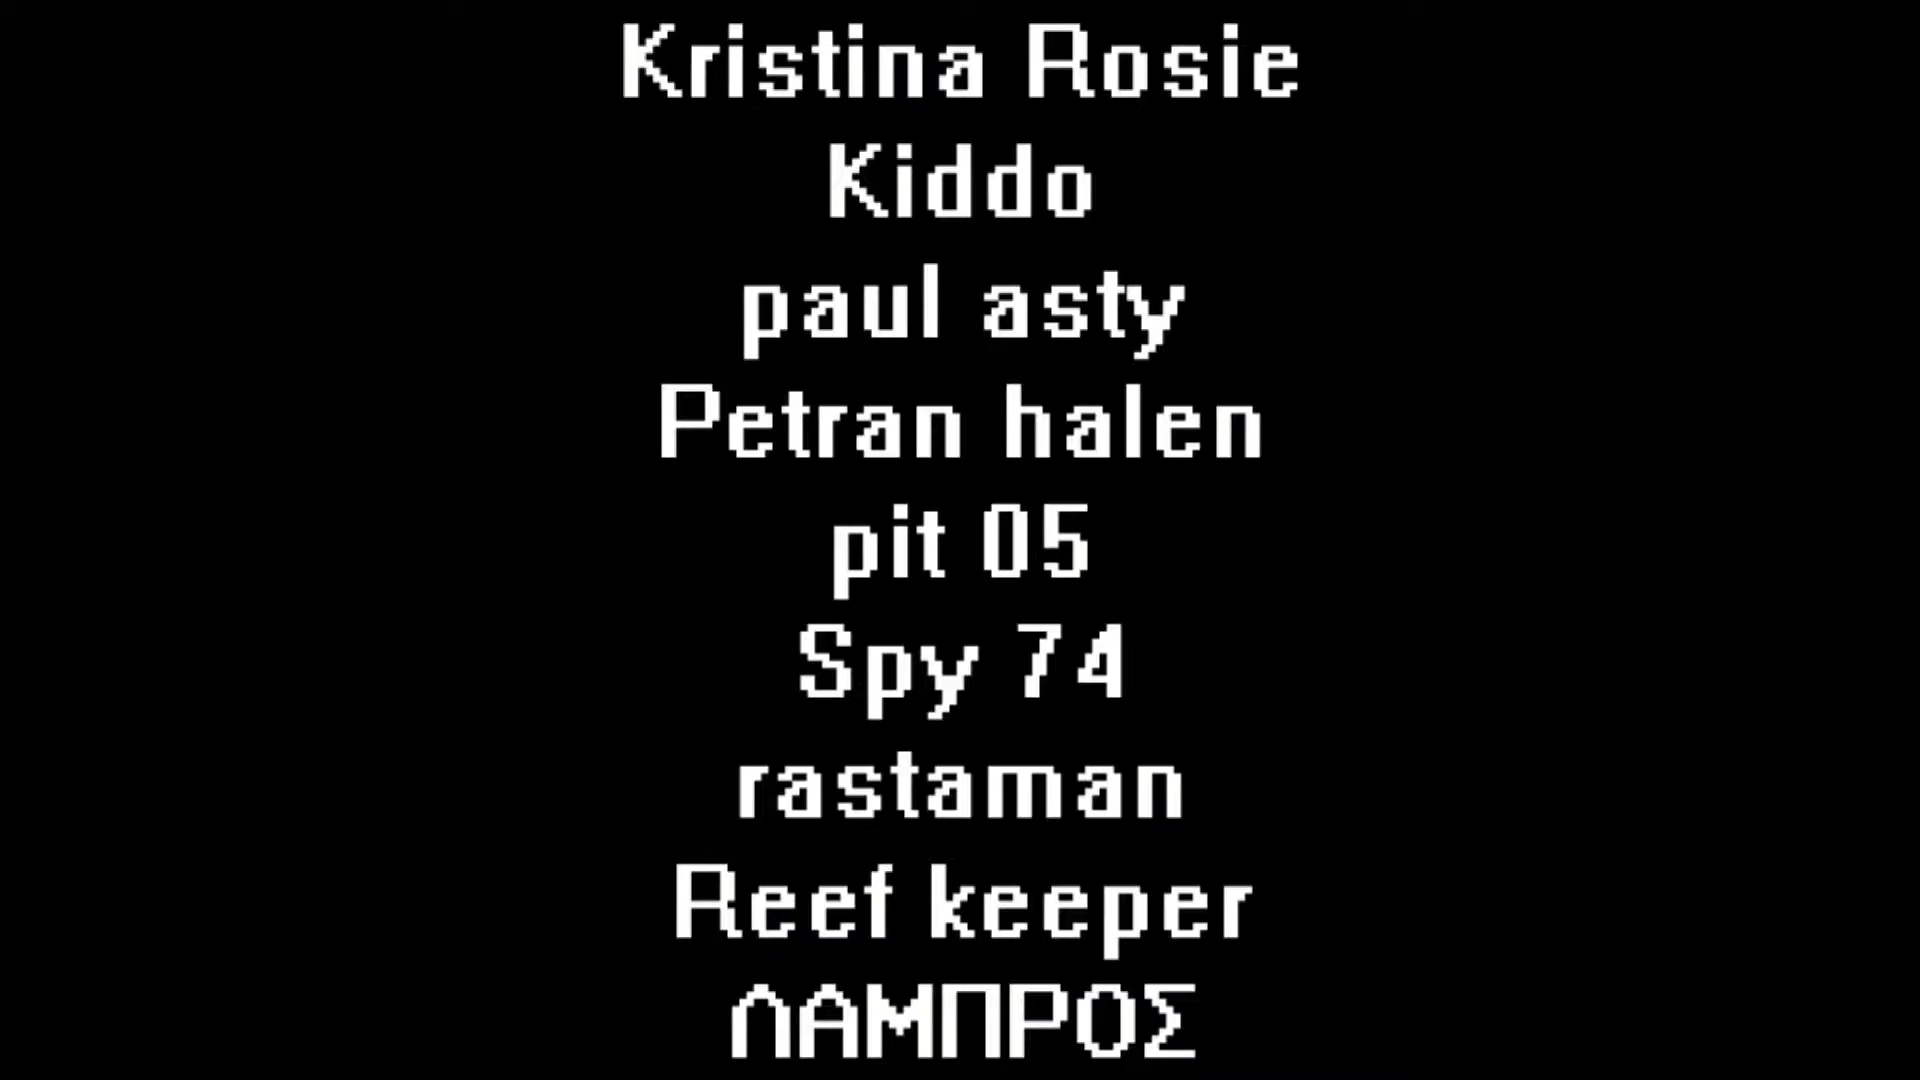 Kristina Rosie
Kiddo
paul asty
Petran halen
pit 05
Spy 74
rastaman
Reef keeper
ΛΑΜΠΡΟΣ